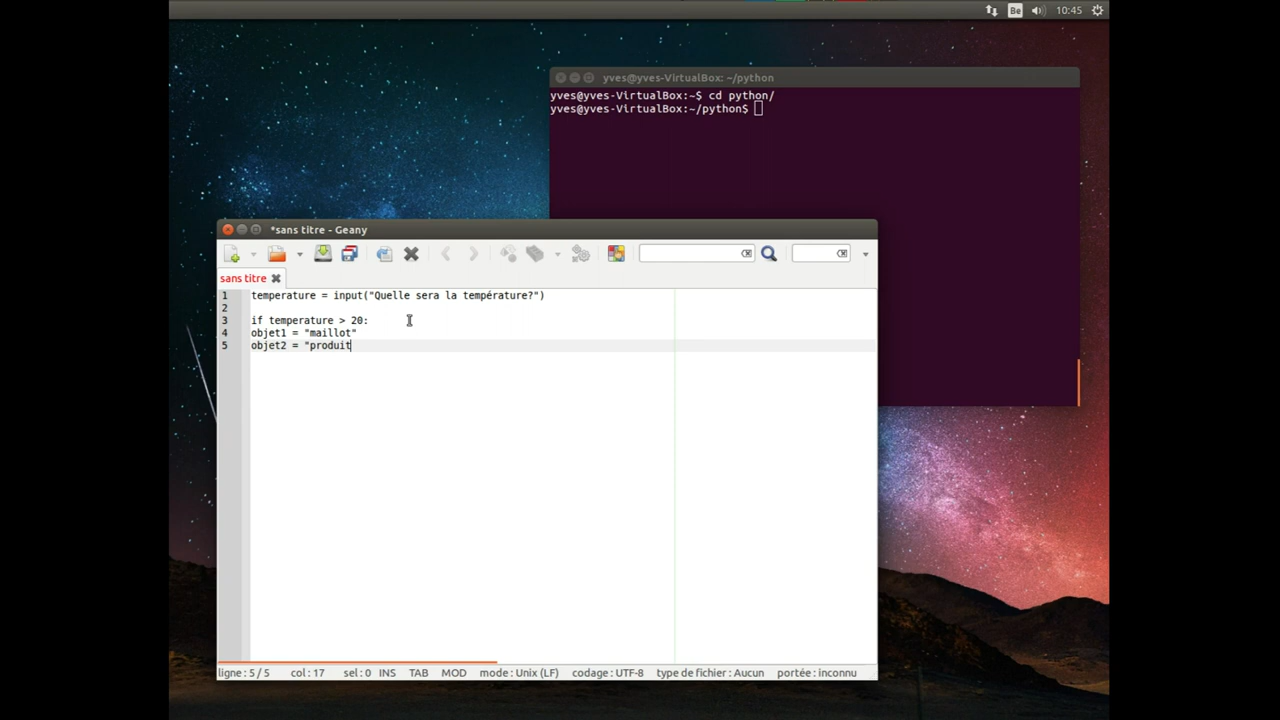 Be 10:45
yves@yves-VirtualBox: ~/python
yves@yves-VirtualBox:~$ cd python/
yves@yves-VirtualBox:~/python$
*sans titre - Geany
sans titre
1 temperature = input("Quelle sera la température?")
2
3 if temperature > 20:
4 objet1 = "maillot"
5 objet2 = "produit
ligne : 5 / 5 col : 17 sel : 0 INS TAB MOD mode : Unix (LF) codage : UTF-8 type de fichier : Aucun portée : inconnu